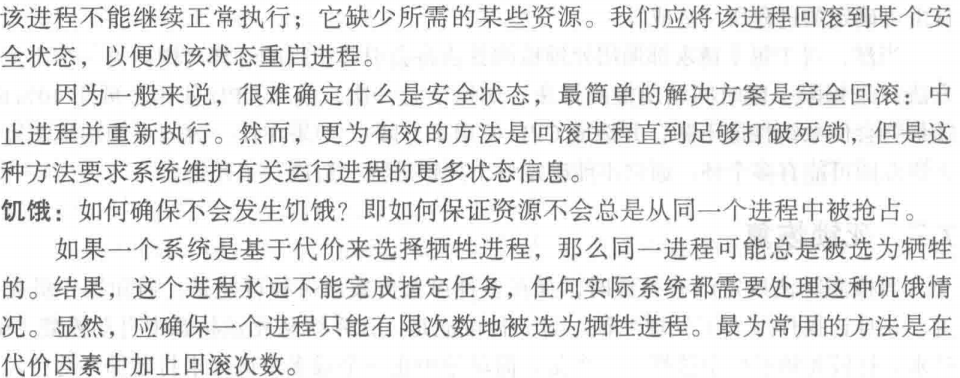 该进程不能继续正常执行；它缺少所需的某些资源。我们应将该进程回滚到某个安
全状态，以便从该状态重启进程。
因为一般来说，很难确定什么是安全状态，最简单的解决方案是完全回滚：中
止进程并重新执行。然而，更为有效的方法是回滚进程直到足够打破死锁，但是这
种方法要求系统维护有关运行进程的更多状态信息。
饥饿：如何确保不会发生饥饿？即如何保证资源不会总是从同一个进程中被抢占。
如果一个系统是基于代价来选择牺牲进程，那么同一进程可能总是被选为牺牲
的。结果，这个进程永远不能完成指定任务，任何实际系统都需要处理这种饥饿情
况。显然，应确保一个进程只能有限次数地被选为牺牲进程。最为常用的方法是在
代价因素中加上回滚次数。